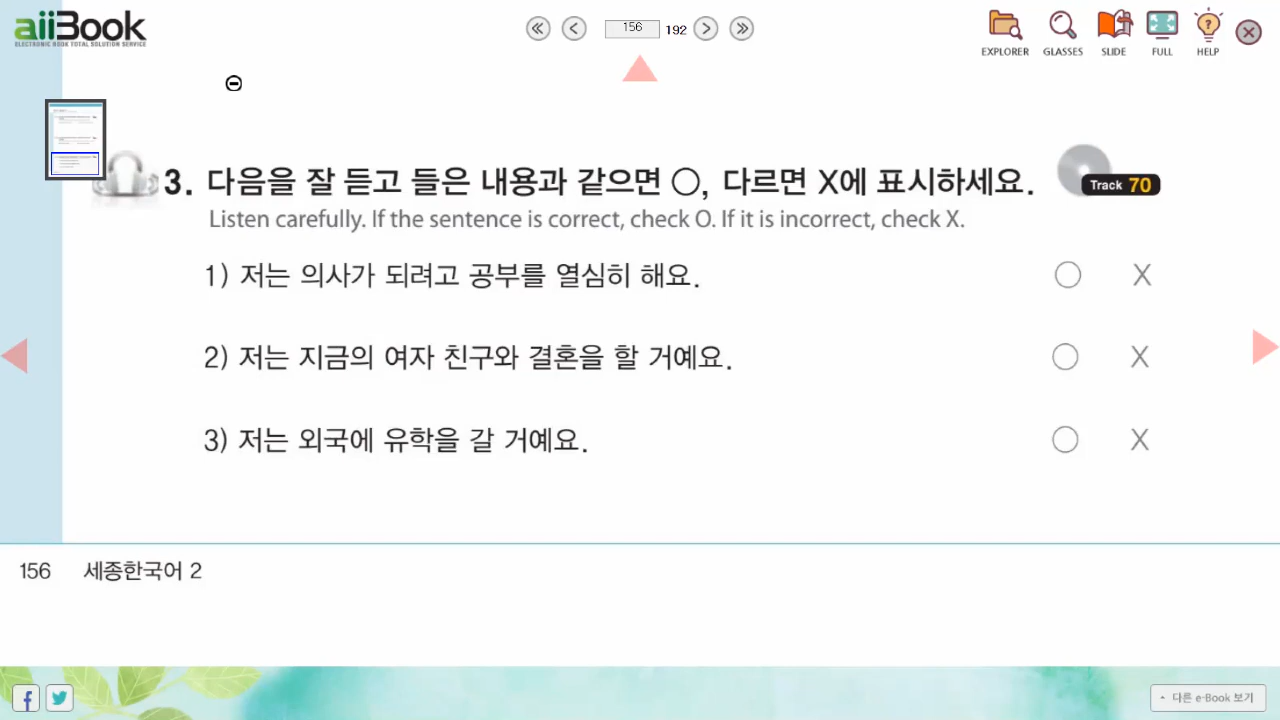 aiiBook
ELECTRONIC BOOK TOTAL SOLUTION SERVICE
156 192
EXPLORER GLASSES SLIDE FULL HELP
3. 다음을 잘 듣고 들은 내용과 같으면 ○, 다르면 X에 표시하세요.
Track 70
Listen carefully. If the sentence is correct, check O. If it is incorrect, check X.
1) 저는 의사가 되려고 공부를 열심히 해요. ○ X
2) 저는 지금의 여자 친구와 결혼을 할 거예요. ○ X
3) 저는 외국에 유학을 갈 거예요. ○ X
156 세종한국어 2
다른 e-Book 보기